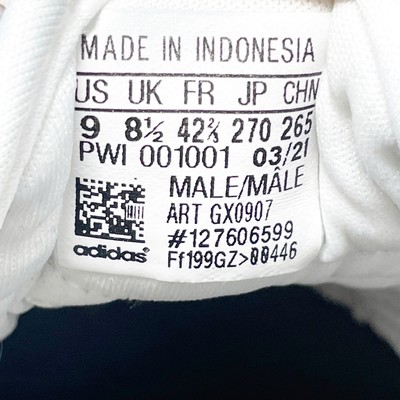 MADE IN INDONESIA
US UK FR JP CHN
9 8½ 42⅔ 270 265
PWI 001001 03/21
MALE/MÂLE
ART GX0907
#127606599
Ff199GZ>00446
adidas®